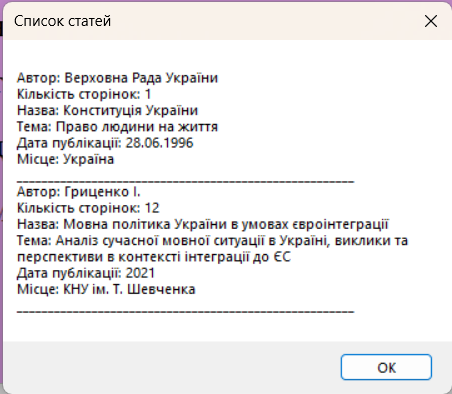 Список статей
Автор: Верховна Рада України
Кількість сторінок: 1
Назва: Конституція України
Тема: Право людини на життя
Дата публікації: 28.06.1996
Місце: Україна
Автор: Гриценко І.
Кількість сторінок: 12
Назва: Мовна політика України в умовах євроінтеграції
Тема: Аналіз сучасної мовної ситуації в Україні, виклики та
перспективи в контексті інтеграції до ЄС
Дата публікації: 2021
Місце: КНУ ім. Т. Шевченка
OK